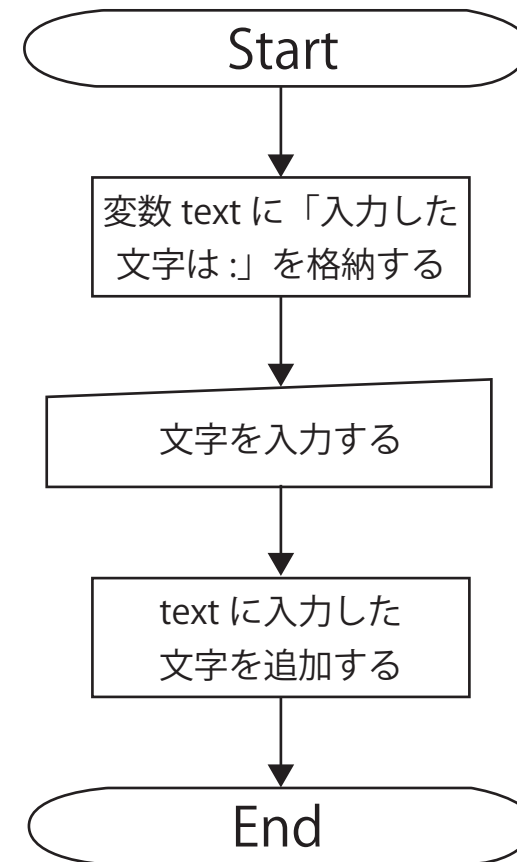 Start
変数 text に「入力した
文字は :」を格納する
文字を入力する
text に入力した
文字を追加する
End